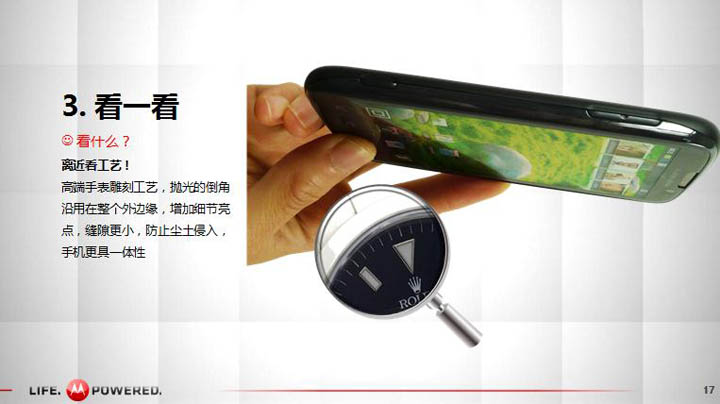 3. 看一看
看什么？
离近看工艺！
高端手表雕刻工艺，抛光的倒角
沿用在整个外边缘，增加细节亮
点，缝隙更小，防止尘土侵入，
手机更具一体性
ROL
LIFE. POWERED.
17